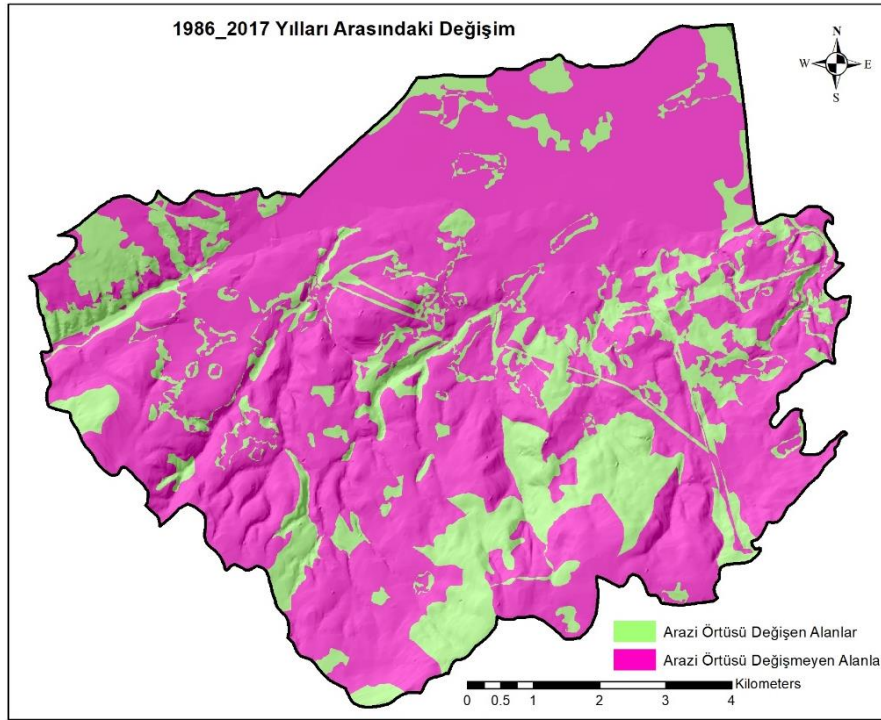 1986_2017 Yılları Arasındaki Değişim
N
W E
S
Arazi Örtüsü Değişen Alanlar
Arazi Örtüsü Değişmeyen Alanla
Kilometers
0 0.5 1 2 3 4